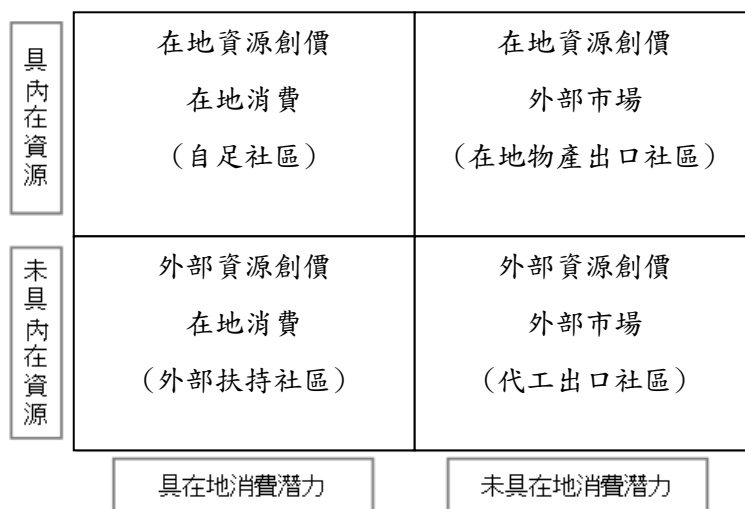 具內在資源
在地資源創價
在地消費
（自足社區）
在地資源創價
外部市場
（在地物產出口社區）
未具內在資源
外部資源創價
在地消費
（外部扶持社區）
外部資源創價
外部市場
（代工出口社區）
具在地消費潛力
未具在地消費潛力